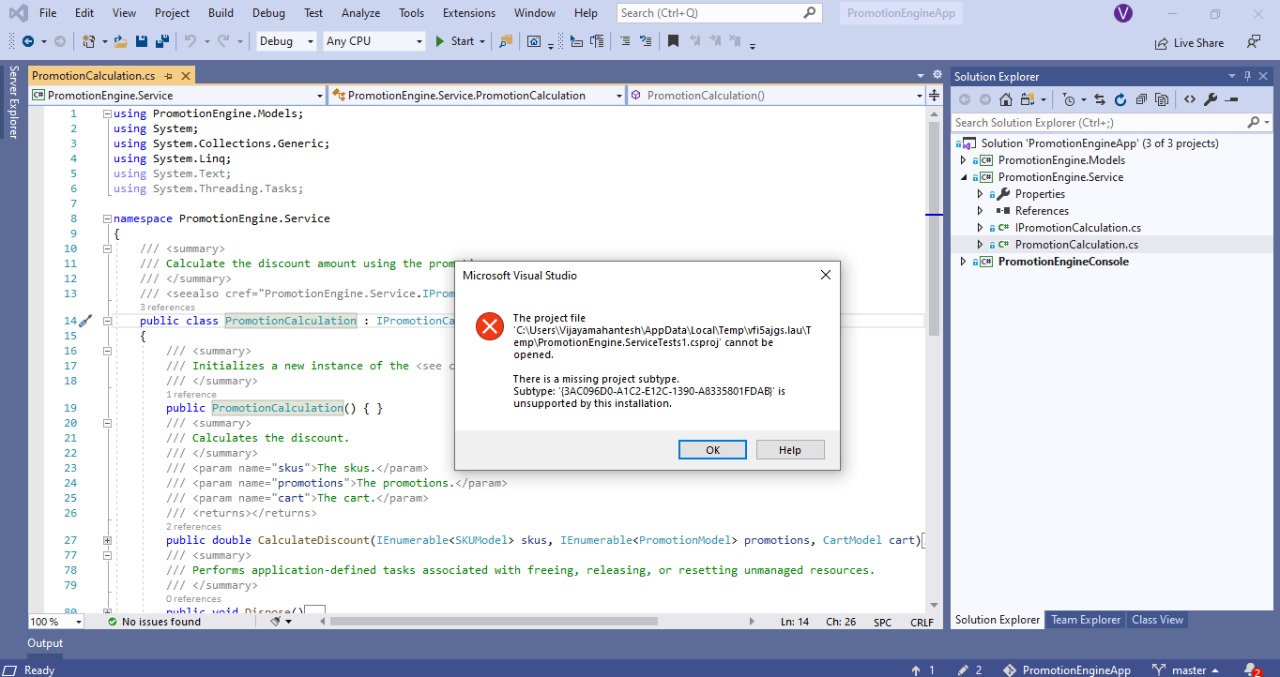 File Edit View Project Build Debug Test Analyze Tools Extensions Window Help Search (Ctrl+Q) PromotionEngineApp V
Debug Any CPU Start Live Share
Server Explorer
PromotionCalculation.cs
PromotionEngine.Service PromotionEngine.Service.PromotionCalculation PromotionCalculation()
1 using PromotionEngine.Models;
2 using System;
3 using System.Collections.Generic;
4 using System.Linq;
5 using System.Text;
6 using System.Threading.Tasks;
7
8 namespace PromotionEngine.Service
9 {
10 /// <summary>
11 /// Calculate the discount amount using the
12 /// </summary>
13 /// <seealso cref="PromotionEngine.Service.IProm
3 references
14 public class PromotionCalculation : IPromotionCa
15 {
16 /// <summary>
17 /// Initializes a new instance of the <see c
18 /// </summary>
1 reference
19 public PromotionCalculation() { }
20 /// <summary>
21 /// Calculates the discount.
22 /// </summary>
23 /// <param name="skus">The skus.</param>
24 /// <param name="promotions">The promotions.</param>
25 /// <param name="cart">The cart.</param>
26 /// <returns></returns>
2 references
27 public double CalculateDiscount(IEnumerable<SKUModel> skus, IEnumerable<PromotionModel> promotions, CartModel cart)
77 /// <summary>
78 /// Performs application-defined tasks associated with freeing, releasing, or resetting unmanaged resources.
79 /// </summary>
0 references
80 public void Dispose()...
100 % No issues found Ln: 14 Ch: 26 SPC CRLF
Microsoft Visual Studio
The project file
'C:\Users\Vijayamahantesh\AppData\Local\Temp\vfi5ajgs.lau\T
emp\PromotionEngine.ServiceTests1.csproj' cannot be
opened.
There is a missing project subtype.
Subtype: '{3AC096D0-A1C2-E12C-1390-A8335801FDAB}' is
unsupported by this installation.
OK Help
Solution Explorer
Search Solution Explorer (Ctrl+;)
Solution 'PromotionEngineApp' (3 of 3 projects)
PromotionEngine.Models
PromotionEngine.Service
Properties
References
IPromotionCalculation.cs
PromotionCalculation.cs
PromotionEngineConsole
Solution Explorer Team Explorer Class View
Output
Ready 1 2 PromotionEngineApp master 2